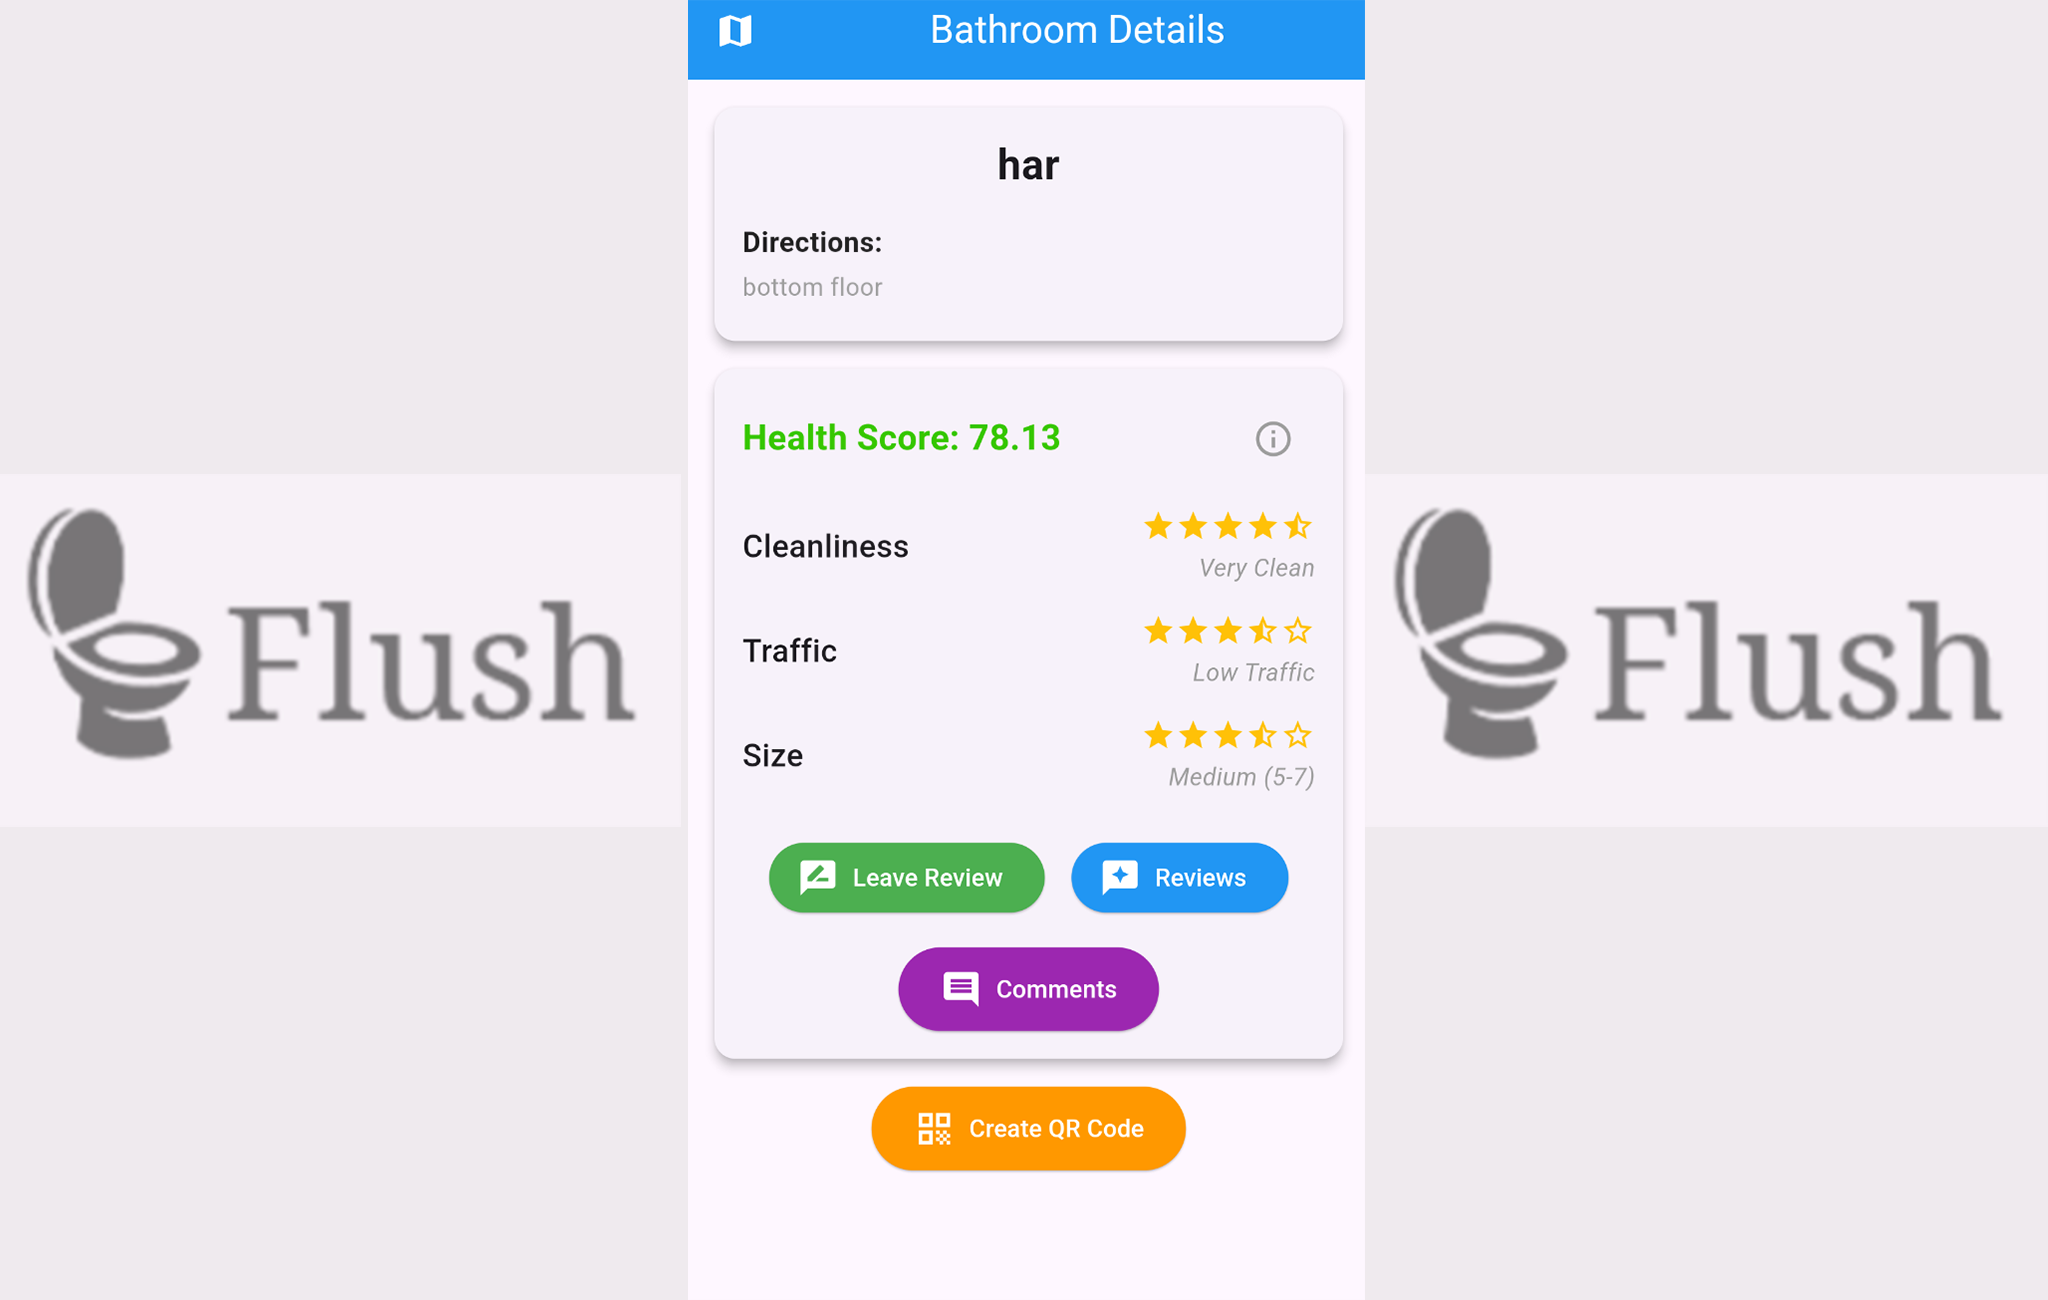 Bathroom Details
har
Directions:
bottom floor
Health Score: 78.13
Cleanliness
Very Clean
Traffic
Low Traffic
Size
Medium (5-7)
Leave Review
Reviews
Comments
Create QR Code
Flush
Flush